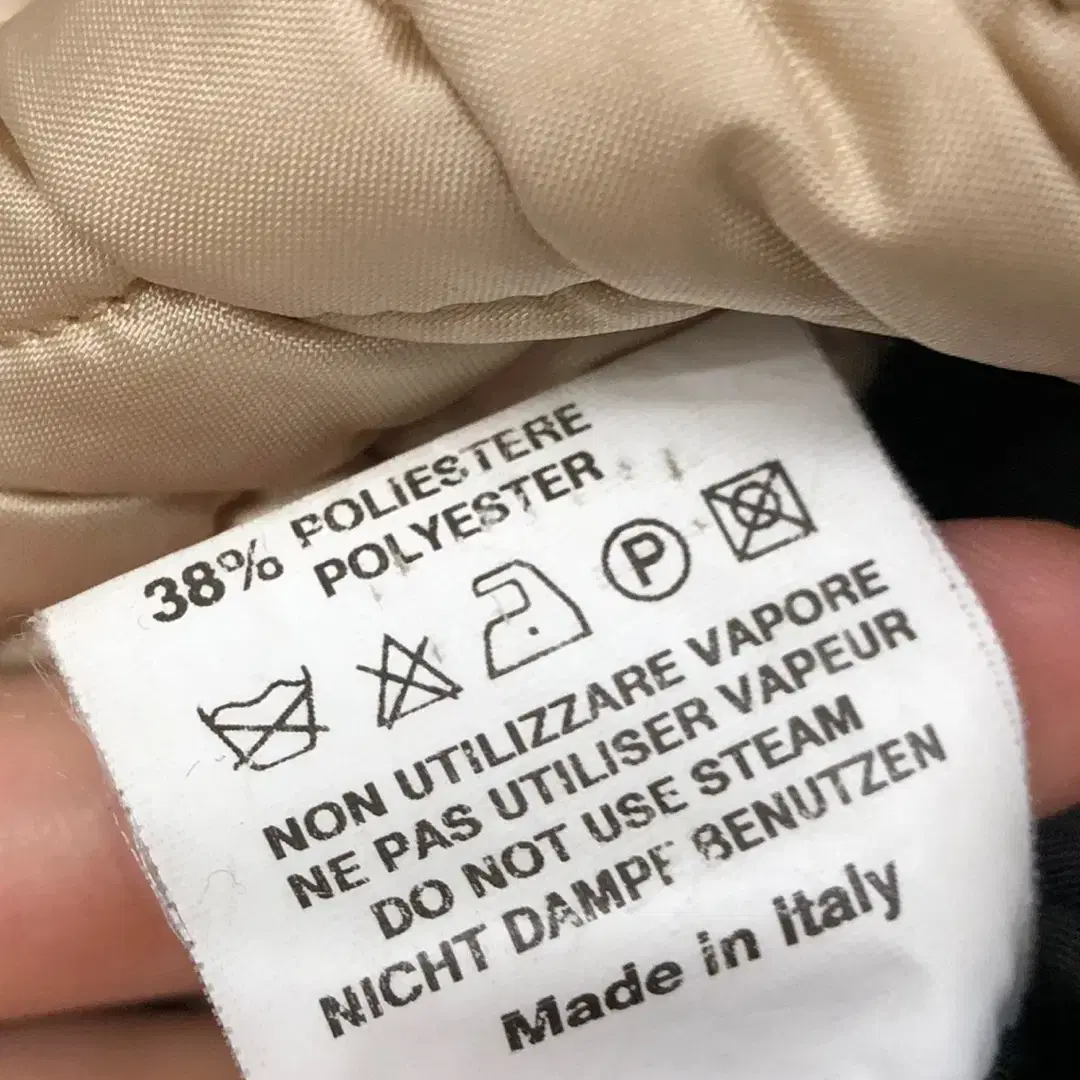 38% POLIESTERE
POLYESTER
P
NON UTILIZZARE VAPORE
NE PAS UTILISER VAPEUR
DO NOT USE STEAM
NICHT DAMPF BENUTZEN
Made in italy